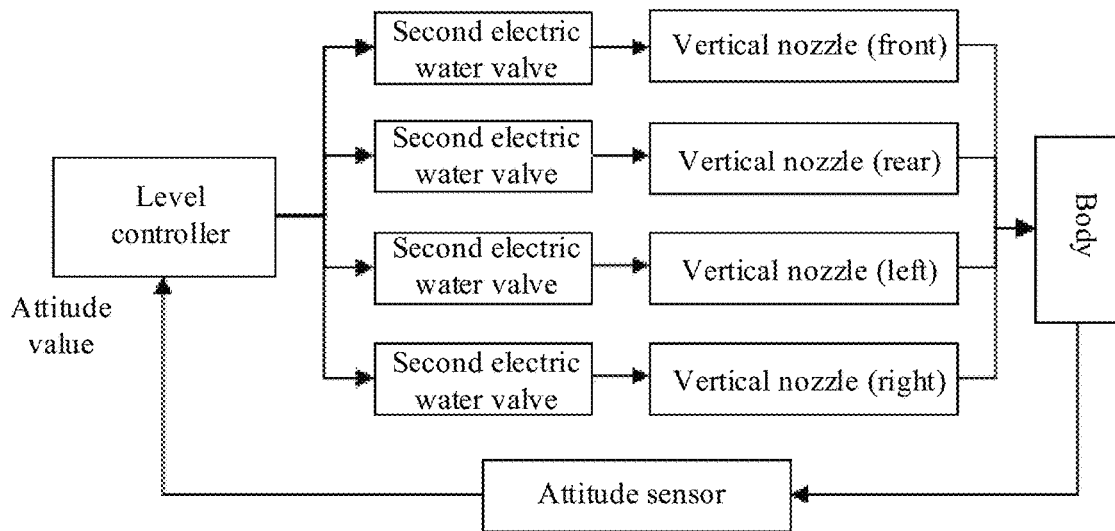 Second electric
water valve
Vertical nozzle (front)
Second electric
water valve
Vertical nozzle (rear)
Level
controller
Body
Second electric
water valve
Vertical nozzle (left)
Attitude
value
Second electric
water valve
Vertical nozzle (right)
Attitude sensor